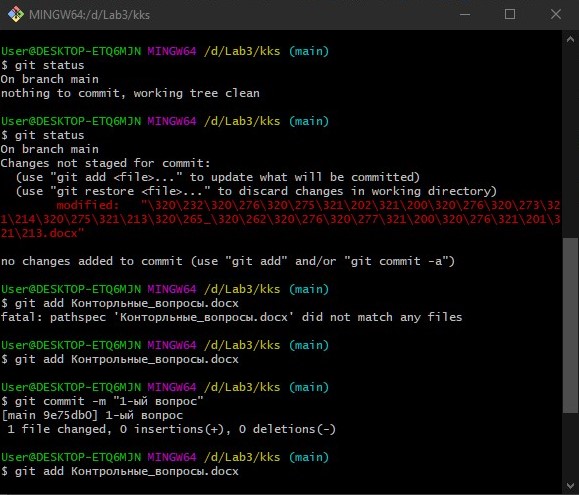 MINGW64:/d/Lab3/kks
User@DESKTOP-ETQ6MJN MINGW64 /d/Lab3/kks (main)
$ git status
On branch main
nothing to commit, working tree clean
User@DESKTOP-ETQ6MJN MINGW64 /d/Lab3/kks (main)
$ git status
On branch main
Changes not staged for commit:
(use "git add <file>..." to update what will be committed)
(use "git restore <file>..." to discard changes in working directory)
modified:   "\320\232\320\276\320\275\321\202\321\200\320\276\320\273\32
1\214\320\275\321\213\320\265_\320\262\320\276\320\277\321\200\320\276\321\201\3
21\213.docx"
no changes added to commit (use "git add" and/or "git commit -a")
User@DESKTOP-ETQ6MJN MINGW64 /d/Lab3/kks (main)
$ git add Конторльные_вопросы.docx
fatal: pathspec 'Конторльные_вопросы.docx' did not match any files
User@DESKTOP-ETQ6MJN MINGW64 /d/Lab3/kks (main)
$ git add Контрольные_вопросы.docx
User@DESKTOP-ETQ6MJN MINGW64 /d/Lab3/kks (main)
$ git commit -m "1-ый вопрос"
[main 9e75db0] 1-ый вопрос
1 file changed, 0 insertions(+), 0 deletions(-)
User@DESKTOP-ETQ6MJN MINGW64 /d/Lab3/kks (main)
$ git add Контрольные_вопросы.docx